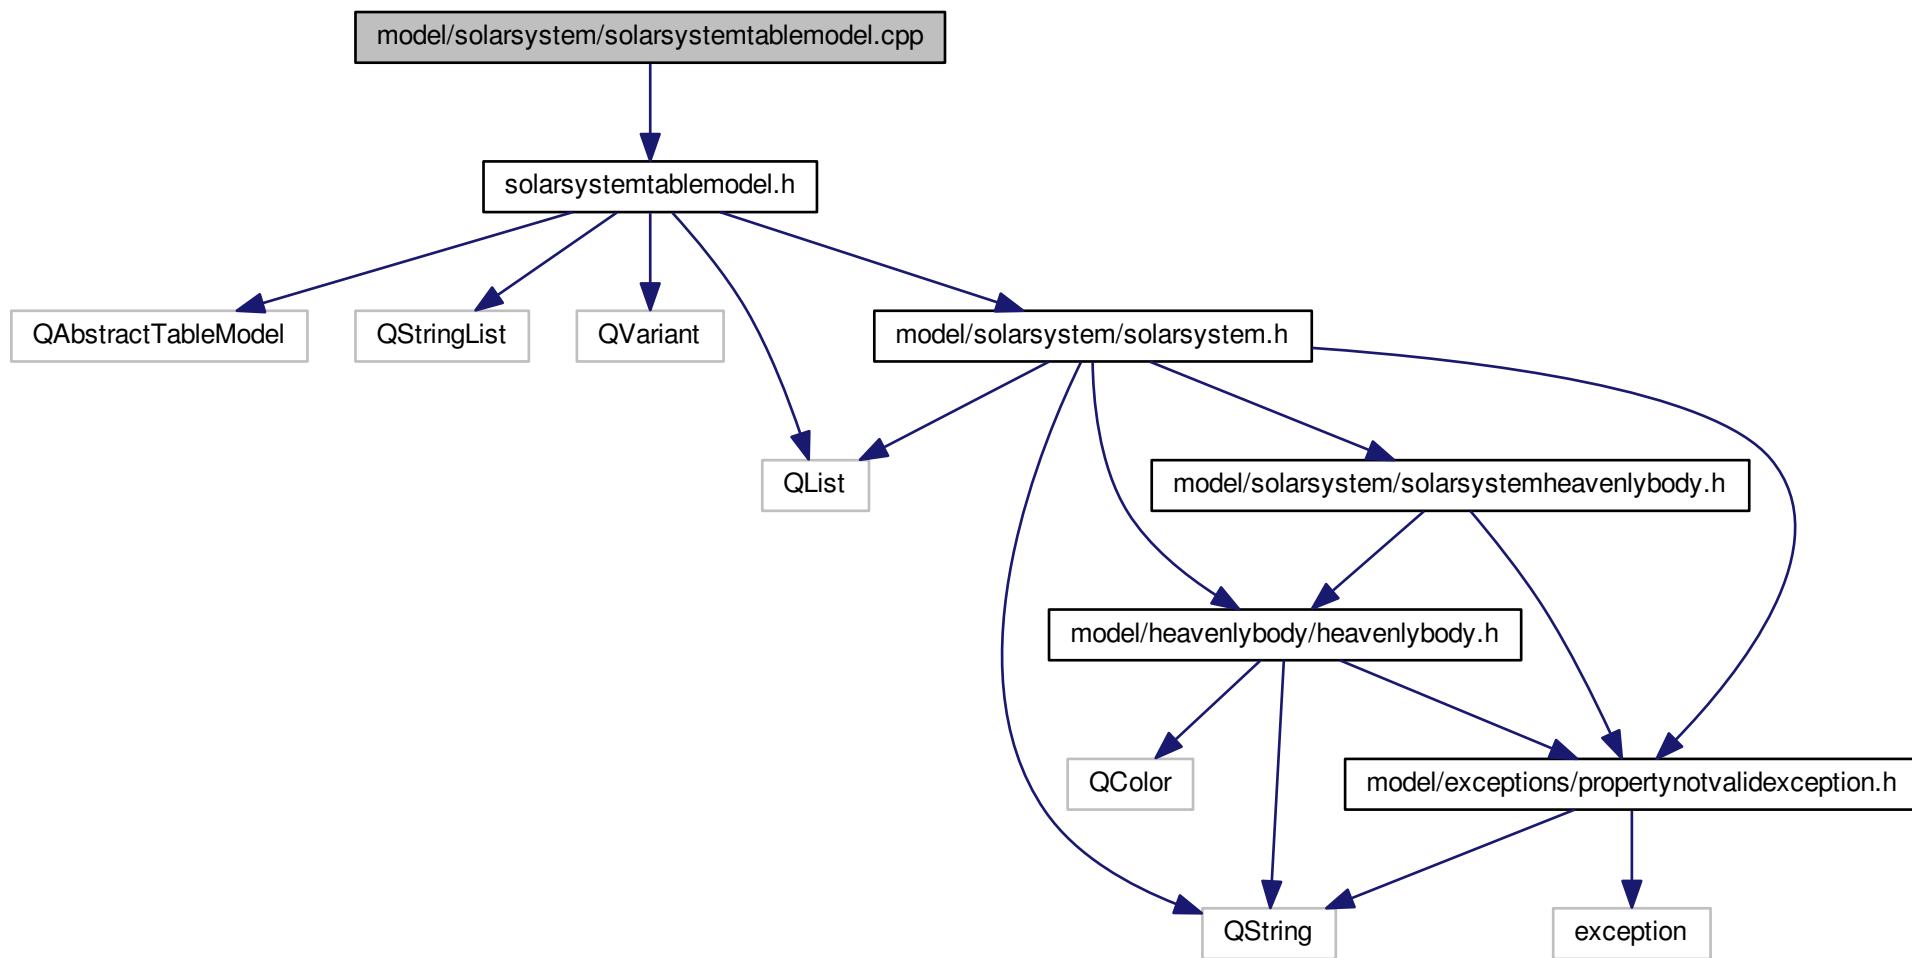 model/solarsystem/solarsystemtablemodel.cpp
solarsystemtablemodel.h
QAbstractTableModel
QStringList
QVariant
model/solarsystem/solarsystem.h
QList
model/solarsystem/solarsystemheavenlybody.h
model/heavenlybody/heavenlybody.h
QColor
model/exceptions/propertynotvalidexception.h
QString
exception